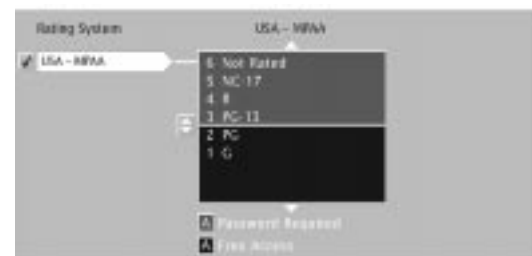 Rating System
USA - MPAA
USA - MPAA
6 Not Rated
5 NC-17
4 R
3 PG-13
2 PG
1 G
A Password Required
A Free Access